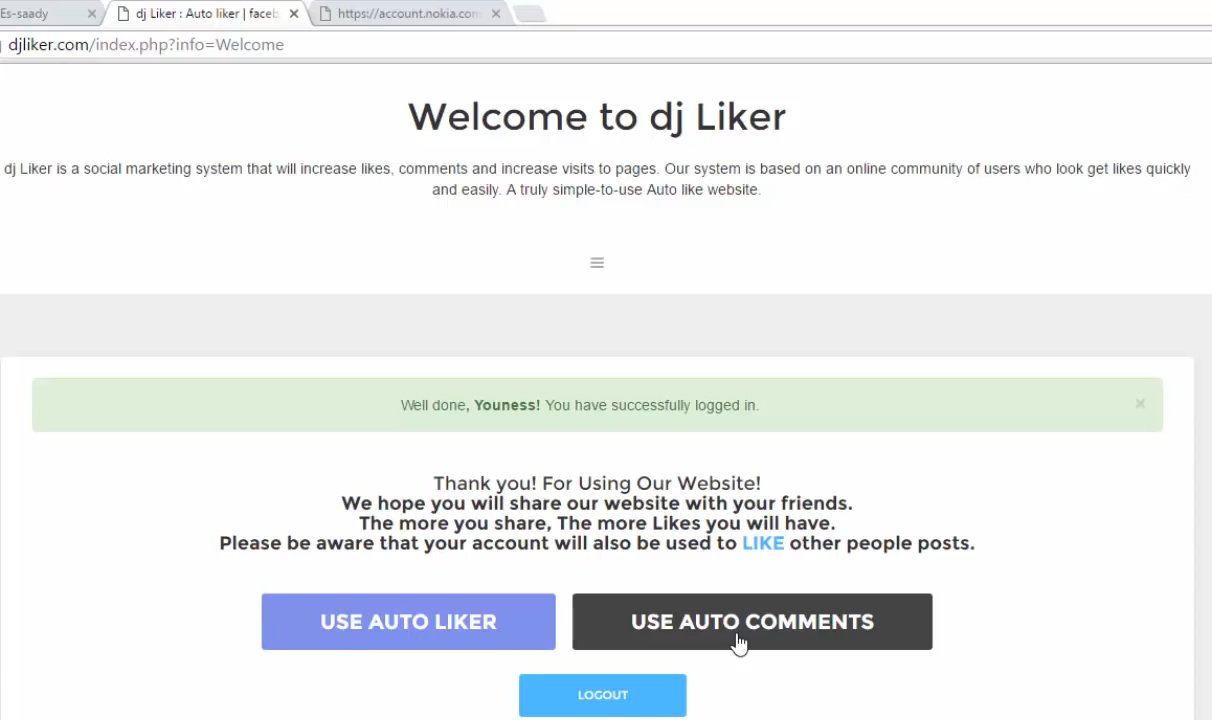 Es-saady
dj Liker : Auto liker | faceb
https://account.nokia.com
djliker.com/index.php?info=Welcome
Welcome to dj Liker
dj Liker is a social marketing system that will increase likes, comments and increase visits to pages. Our system is based on an online community of users who look get likes quickly
and easily. A truly simple-to-use Auto like website.
Well done, Youness! You have successfully logged in.
Thank you! For Using Our Website!
We hope you will share our website with your friends.
The more you share, The more Likes you will have.
Please be aware that your account will also be used to LIKE other people posts.
USE AUTO LIKER
USE AUTO COMMENTS
LOGOUT